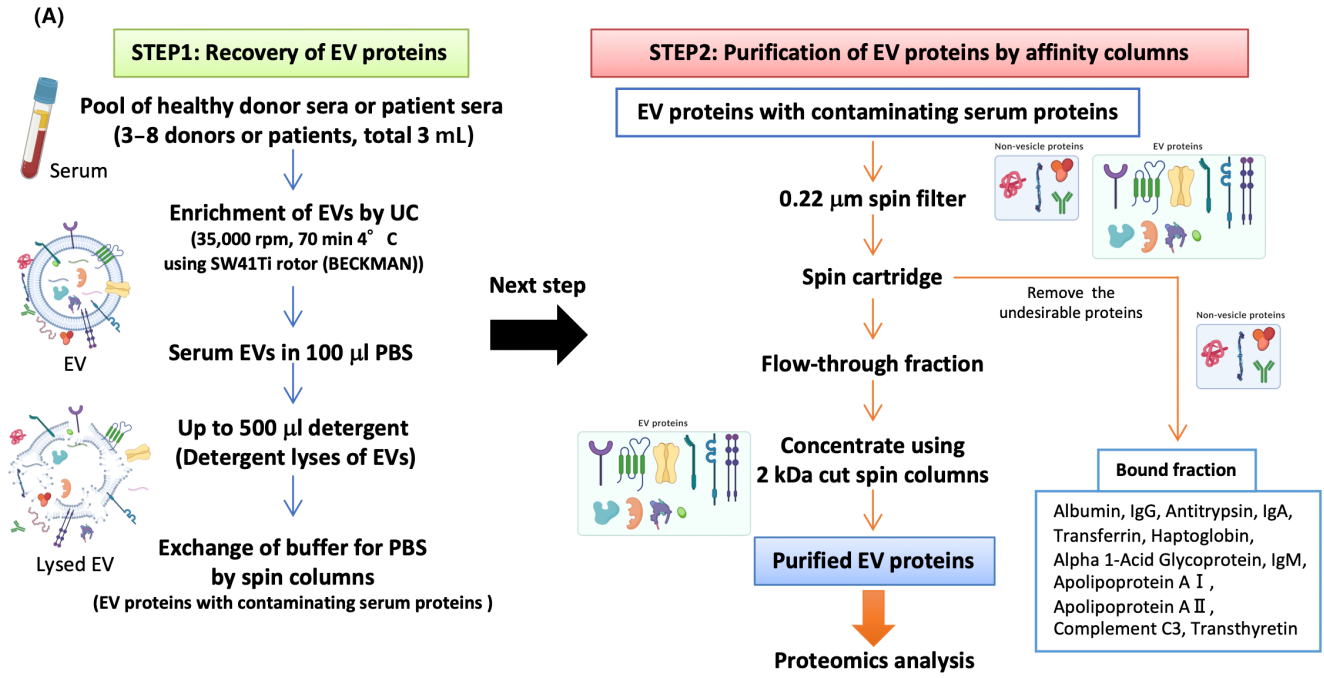 (A)
STEP1: Recovery of EV proteins
Pool of healthy donor sera or patient sera
(3–8 donors or patients, total 3 mL)
Serum
Enrichment of EVs by UC
(35,000 rpm, 70 min 4° C
using SW41Ti rotor (BECKMAN))
EV
Serum EVs in 100 μl PBS
Up to 500 μl detergent
(Detergent lyses of EVs)
Lysed EV
Exchange of buffer for PBS
by spin columns
(EV proteins with contaminating serum proteins )
Next step
STEP2: Purification of EV proteins by affinity columns
EV proteins with contaminating serum proteins
Non-vesicle proteins
EV proteins
0.22 μm spin filter
Spin cartridge
Remove the
undesirable proteins
Non-vesicle proteins
Flow-through fraction
EV proteins
Concentrate using
2 kDa cut spin columns
Bound fraction
Albumin, IgG, Antitrypsin, IgA,
Transferrin, Haptoglobin,
Alpha 1-Acid Glycoprotein, IgM,
Apolipoprotein A Ⅰ ,
Apolipoprotein A Ⅱ ,
Complement C3, Transthyretin
Purified EV proteins
Proteomics analysis